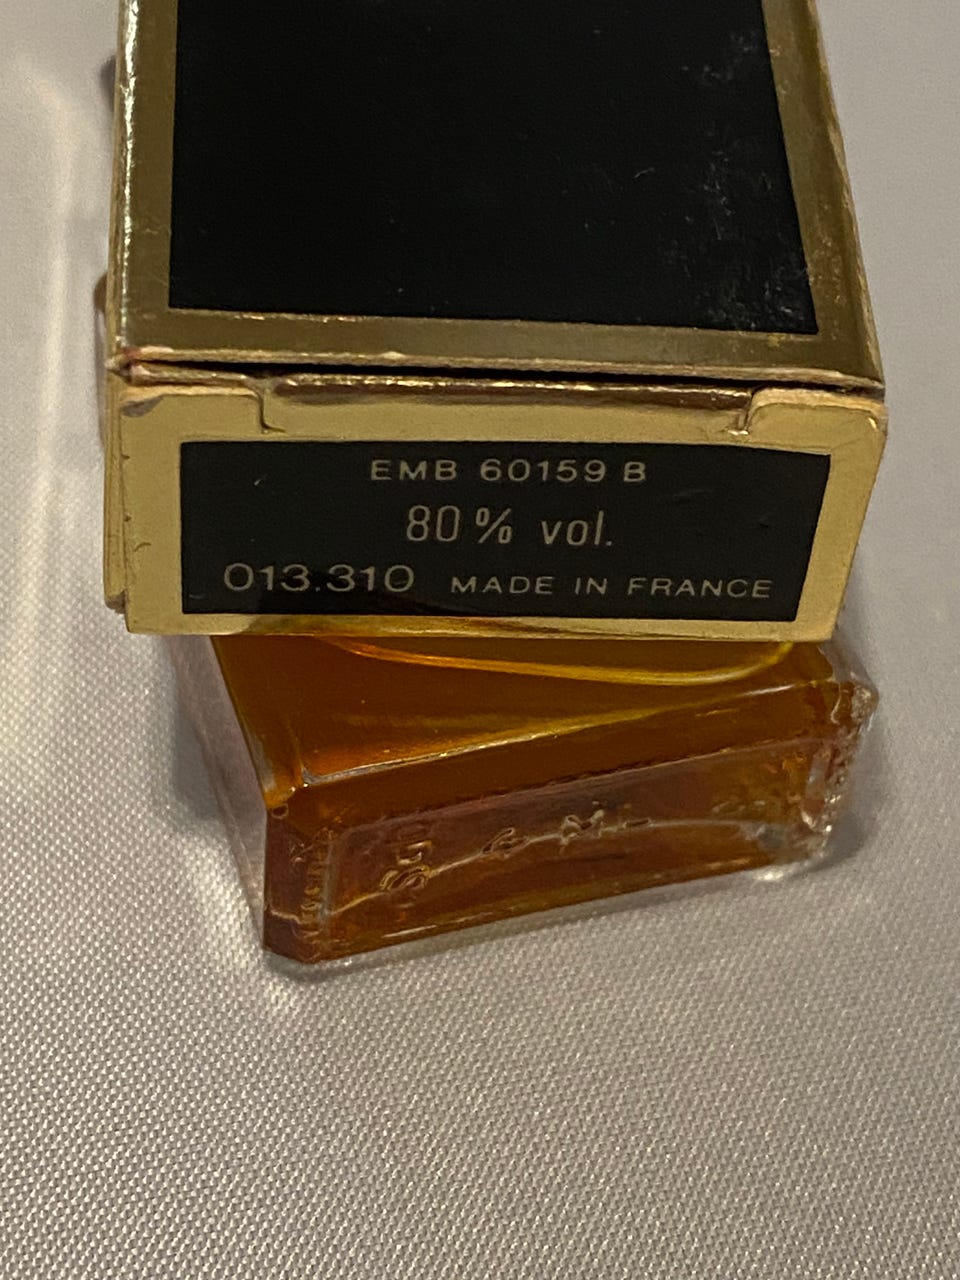 EMB 60159 B
80% vol.
013.310 MADE IN FRANCE